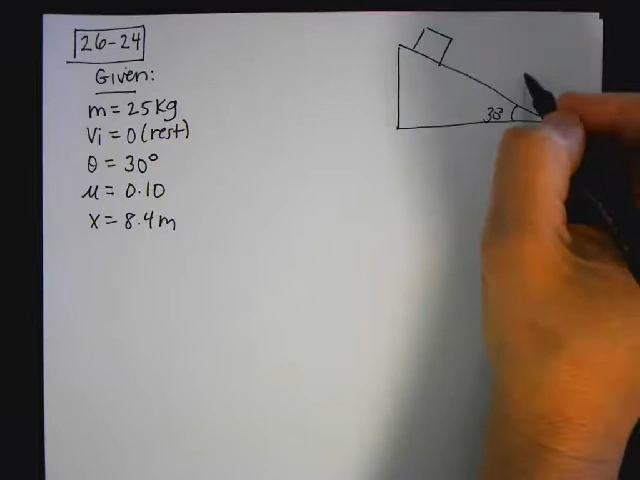 26-24
Given:
m = 25 kg
Vi = 0 (rest)
θ = 30°
μ = 0.10
x = 8.4 m
30°